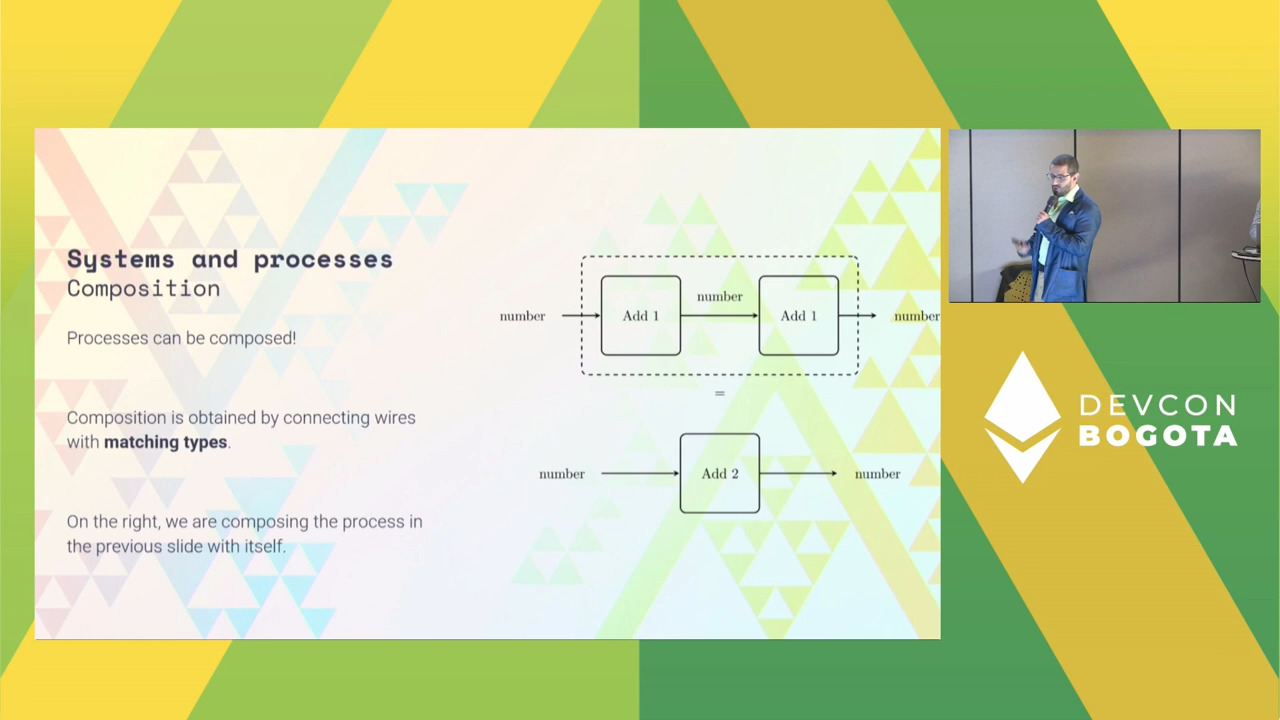 Systems and processes
Composition
Processes can be composed!
Composition is obtained by connecting wires
with matching types.
On the right, we are composing the process in
the previous slide with itself.
number
Add 1
number
Add 1
number
=
number
Add 2
number
DEVCON
BOGOTA